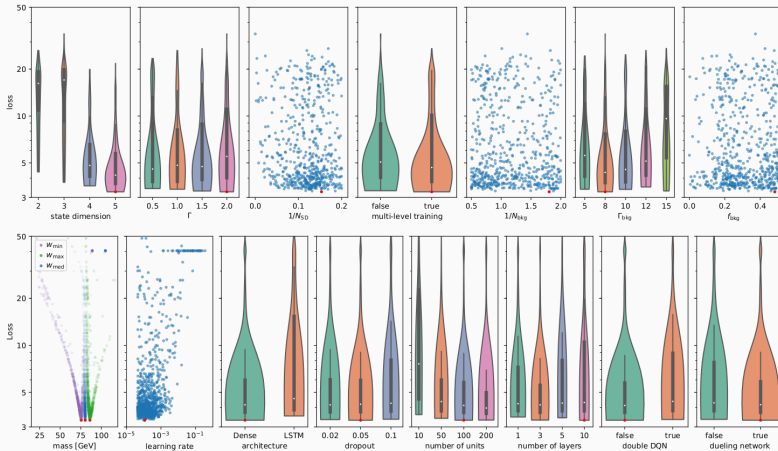 50
20
10
5
3
loss
2 3 4 5
state dimension
0.5 1.0 1.5 2.0
Γ
0.0 0.1 0.2
1/N_SD
false true
multi-level training
0.5 1.0 1.5 2.0
1/N_bkg
5 8 10 12 15
Γ_bkg
0.0 0.2 0.4
f_bkg
50
20
10
5
3
Loss
w_min
w_max
w_med
25 50 75 100
mass [GeV]
10⁻⁵ 10⁻³ 10⁻¹
learning rate
Dense LSTM
architecture
0.02 0.05 0.1
dropout
10 50 100 200
number of units
1 3 5 10
number of layers
false true
double DQN
false true
dueling network